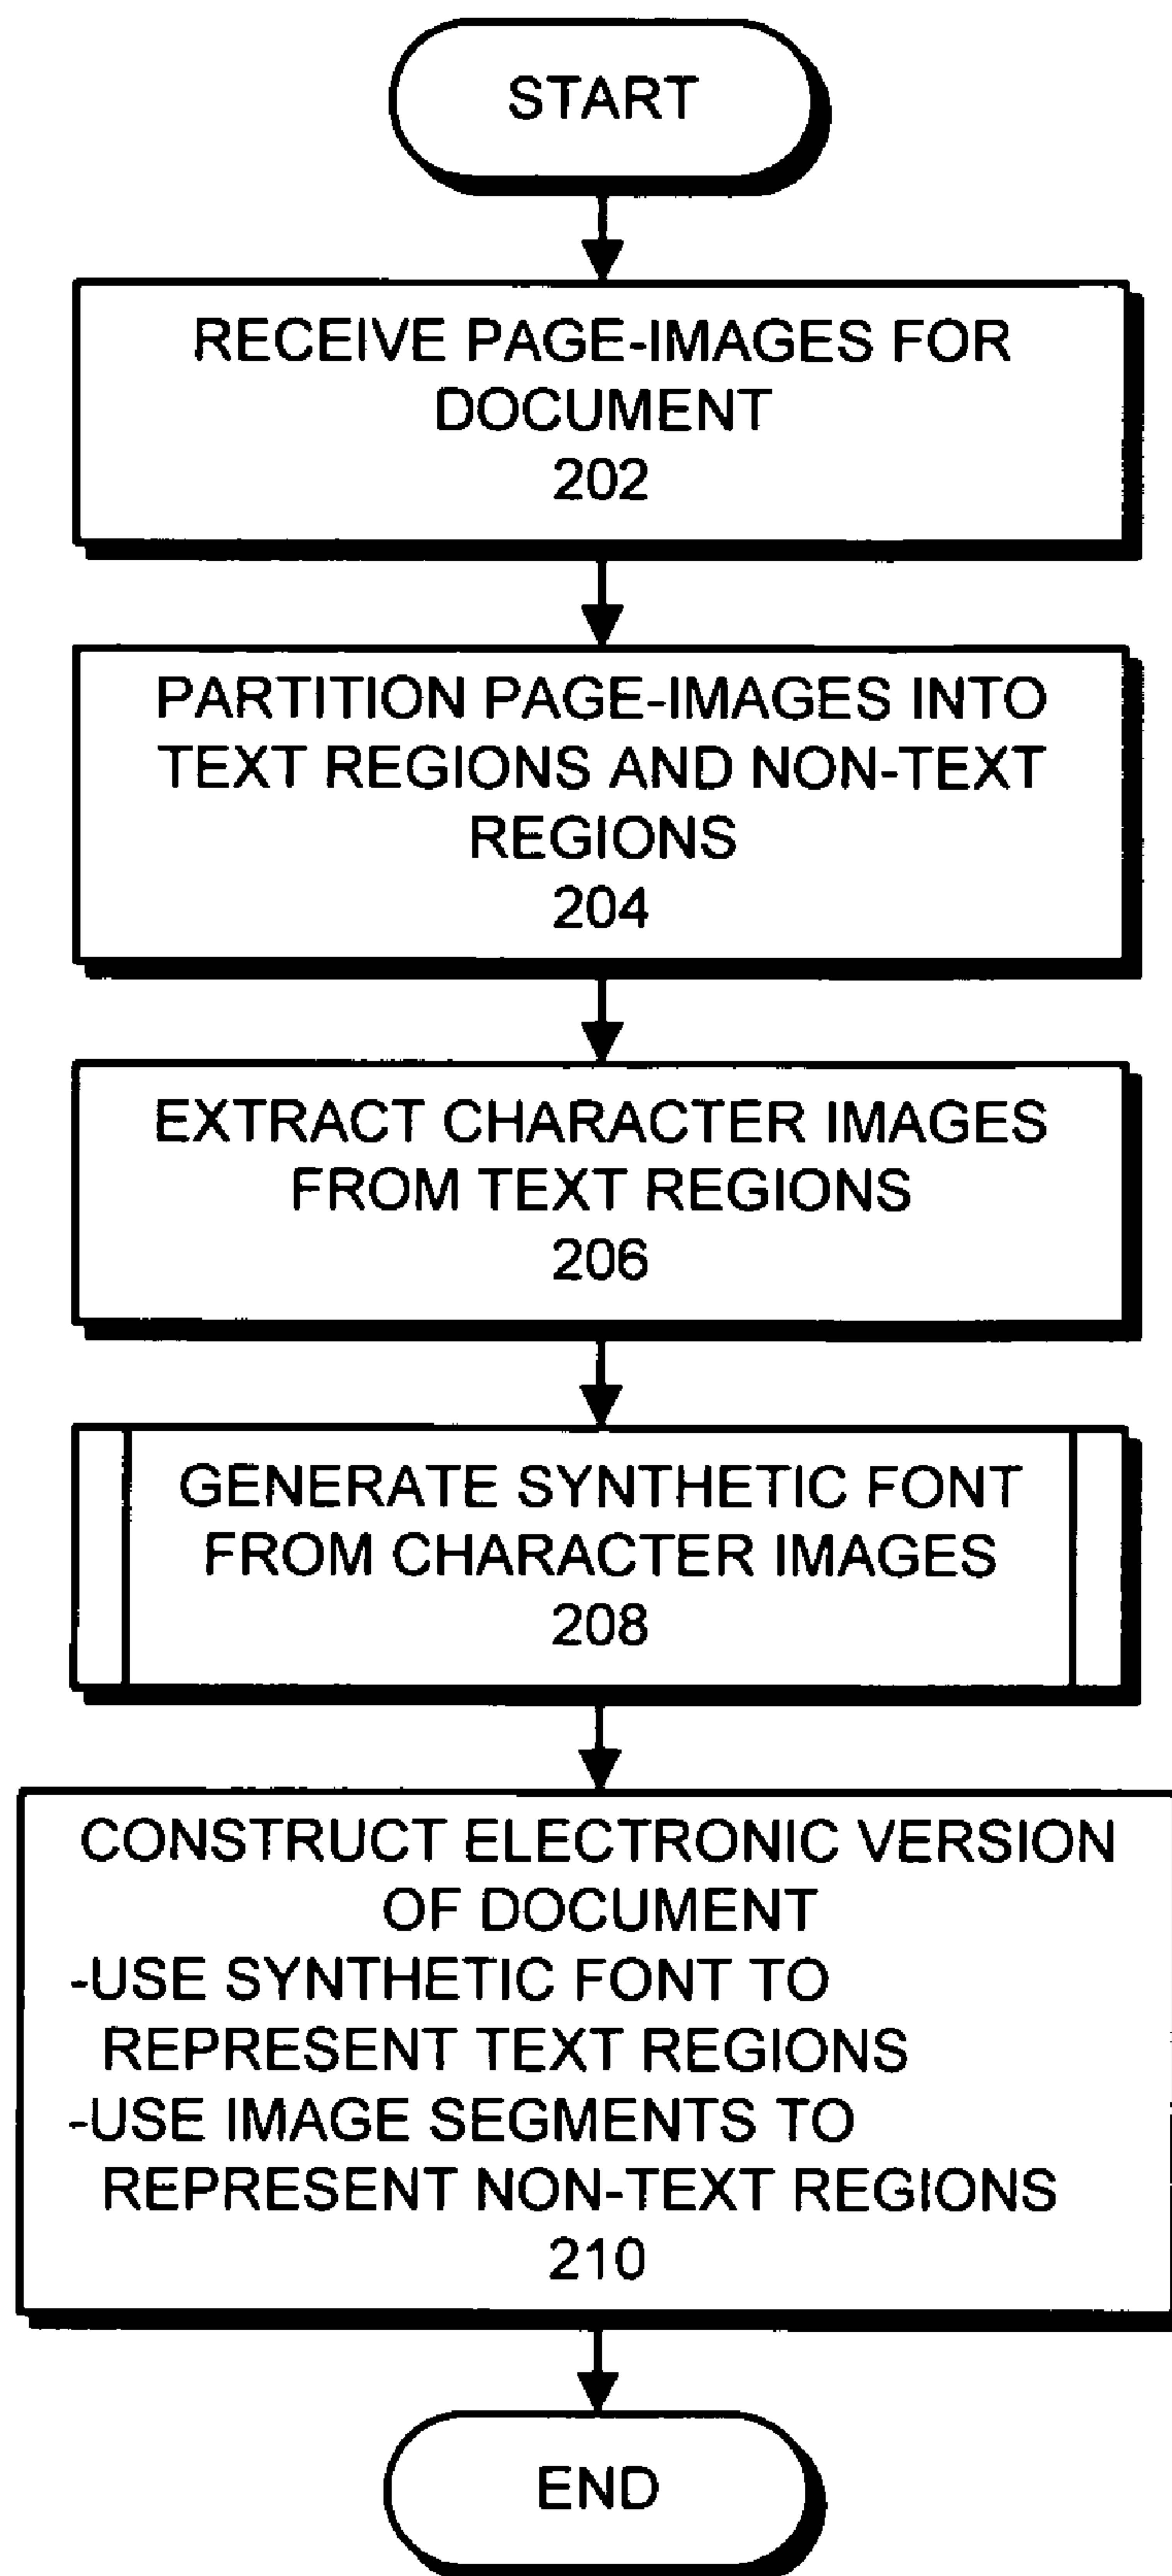 START
RECEIVE PAGE-IMAGES FOR
DOCUMENT
202
PARTITION PAGE-IMAGES INTO
TEXT REGIONS AND NON-TEXT
REGIONS
204
EXTRACT CHARACTER IMAGES
FROM TEXT REGIONS
206
GENERATE SYNTHETIC FONT
FROM CHARACTER IMAGES
208
CONSTRUCT ELECTRONIC VERSION
OF DOCUMENT
-USE SYNTHETIC FONT TO
REPRESENT TEXT REGIONS
-USE IMAGE SEGMENTS TO
REPRESENT NON-TEXT REGIONS
210
END